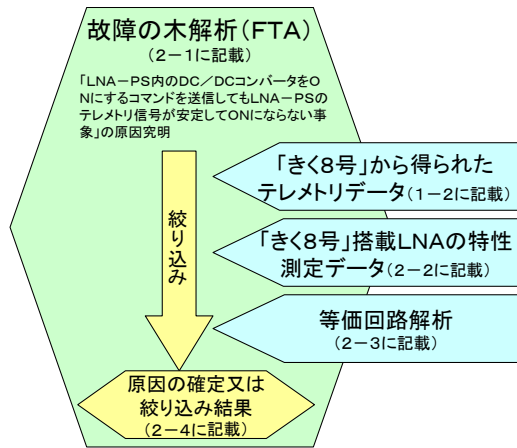 故障の木解析(FTA)
(2-1に記載)
「LNA-PS内のDC/DCコンバータをO
Nにするコマンドを送信してもLNA-PSの
テレメトリ信号が安定してONにならない事
象」の原因究明
「きく8号」から得られた
テレメトリデータ(1-2に記載)
絞り込み
「きく8号」搭載LNAの特性
測定データ(2-2に記載)
等価回路解析
(2-3に記載)
原因の確定又は
絞り込み結果
(2-4に記載)